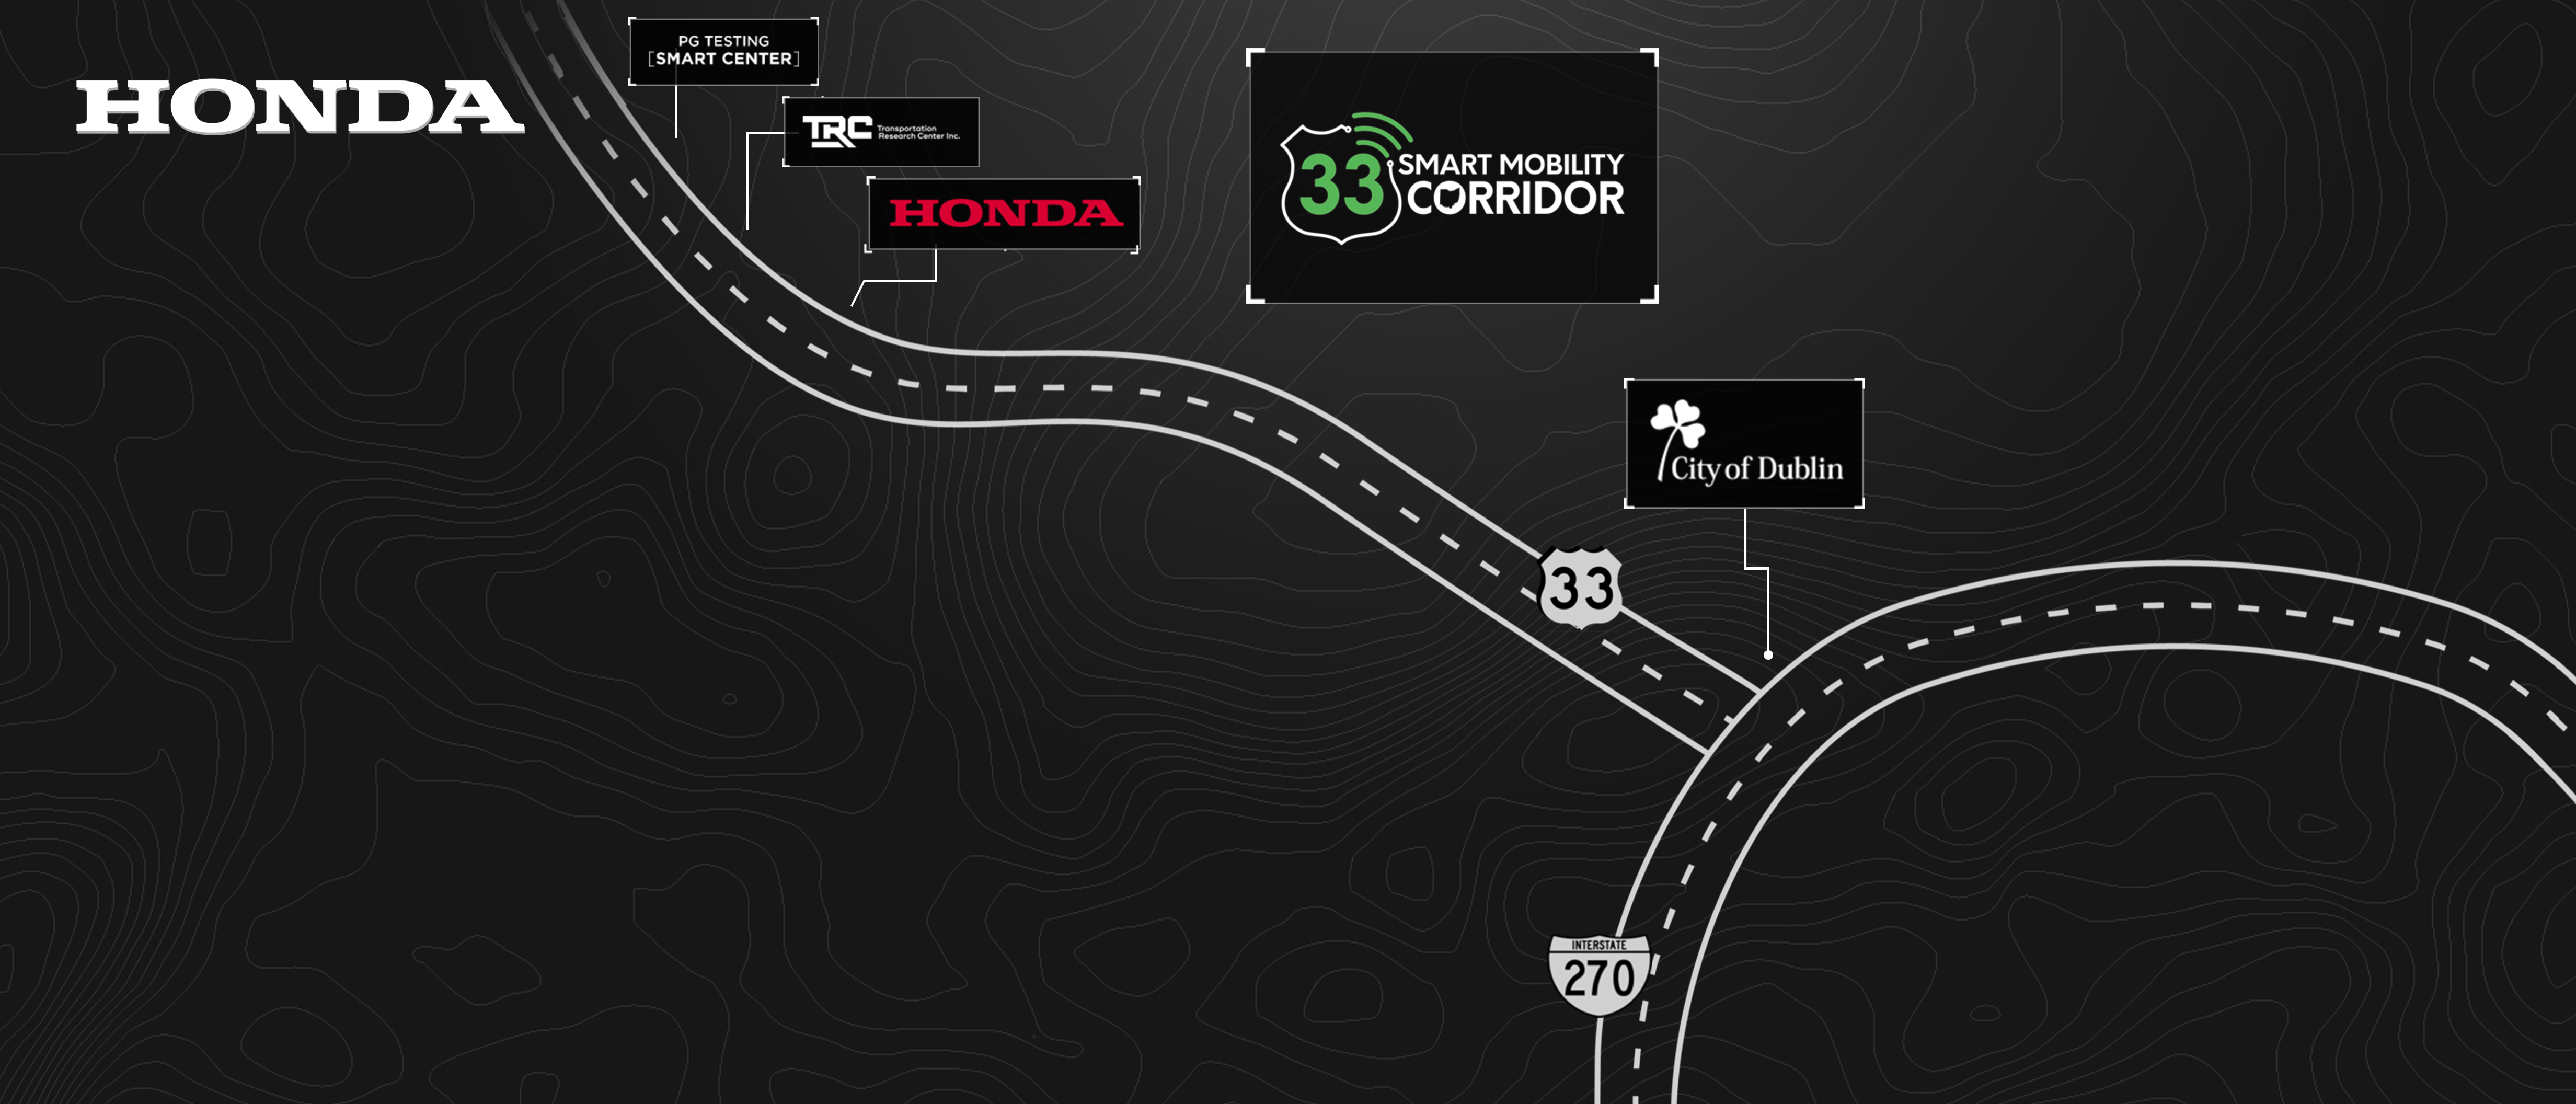 HONDA
PG TESTING
[SMART CENTER]
TRC Transportation
Research Center Inc.
HONDA
33 SMART MOBILITY
CORRIDOR
City of Dublin
33
INTERSTATE
270